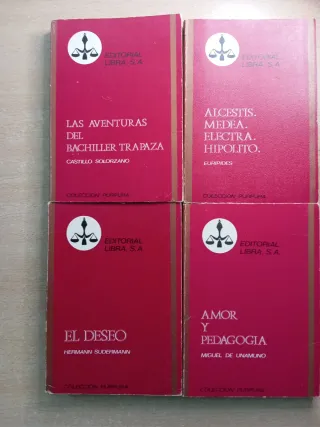 EDITORIAL
LIBRA, S.A.
LAS AVENTURAS
DEL
BACHILLER TRAPAZA
CASTILLO SOLORZANO
COLECCION PURPURA
EDITORIAL
LIBRA, S.A.
ALCESTIS.
MEDEA.
ELECTRA.
HIPOLITO.
EURIPIDES
COLECCION PURPURA
EDITORIAL
LIBRA, S.A.
EL DESEO
HERMANN SUDERMANN
COLECCION PURPURA
EDITORIAL
LIBRA, S.A.
AMOR
Y
PEDAGOGIA
MIGUEL DE UNAMUNO
COLECCION PURPURA